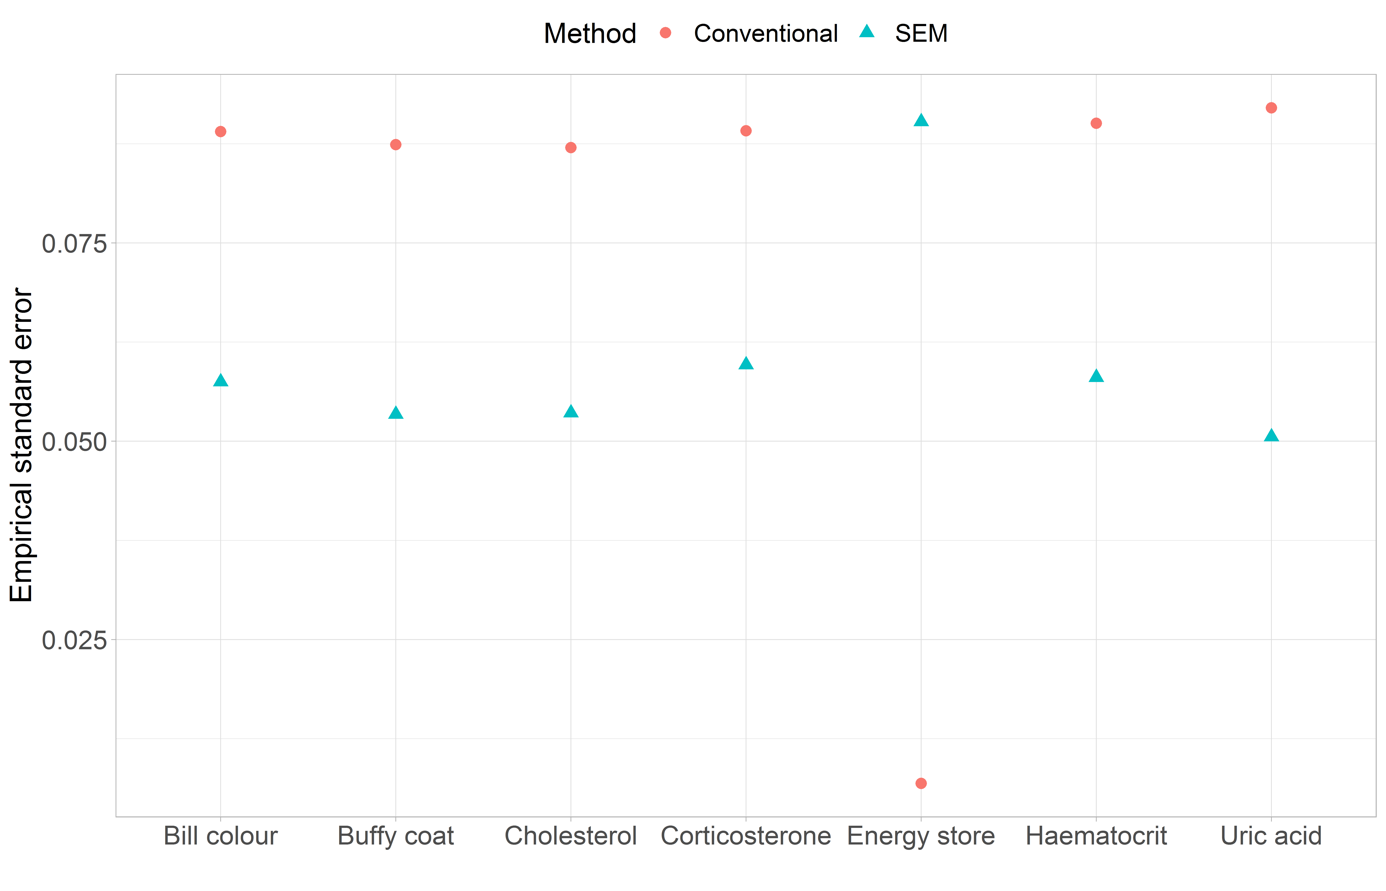 Method Conventional SEM
Empirical standard error
0.075
0.050
0.025
Bill colour Buffy coat Cholesterol Corticosterone Energy store Haematocrit Uric acid